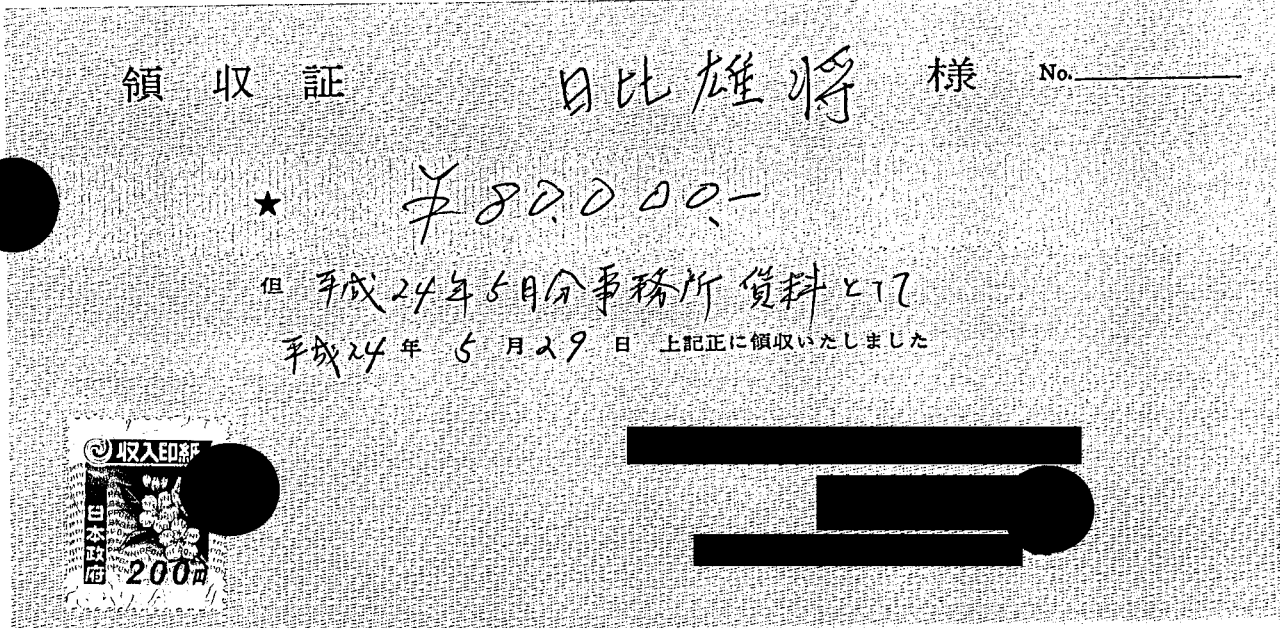 領収証 日比雄将 様 No.
★ ¥80,000.-
但 平成24年5月分事務所賃料として
平成24年 5月29日 上記正に領収いたしました
収入印紙
日本政府
200円